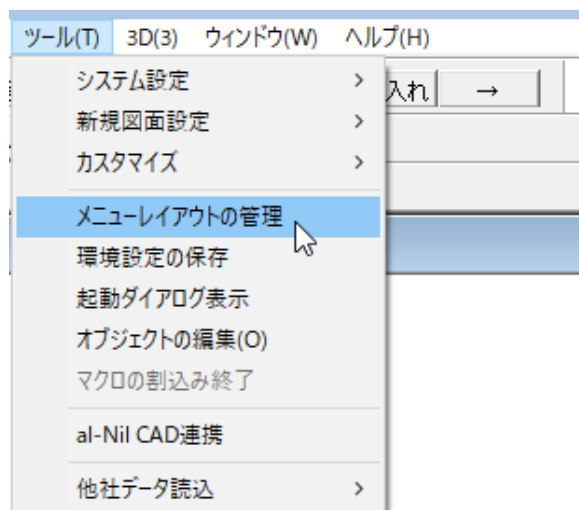 ツール(T) 3D(3) ウィンドウ(W) ヘルプ(H)
システム設定 >
入れ →
新規図面設定 >
カスタマイズ >
メニューレイアウトの管理
環境設定の保存
起動ダイアログ表示
オブジェクトの編集(O)
マクロの割込み終了
al-Nil CAD連携
他社データ読込 >